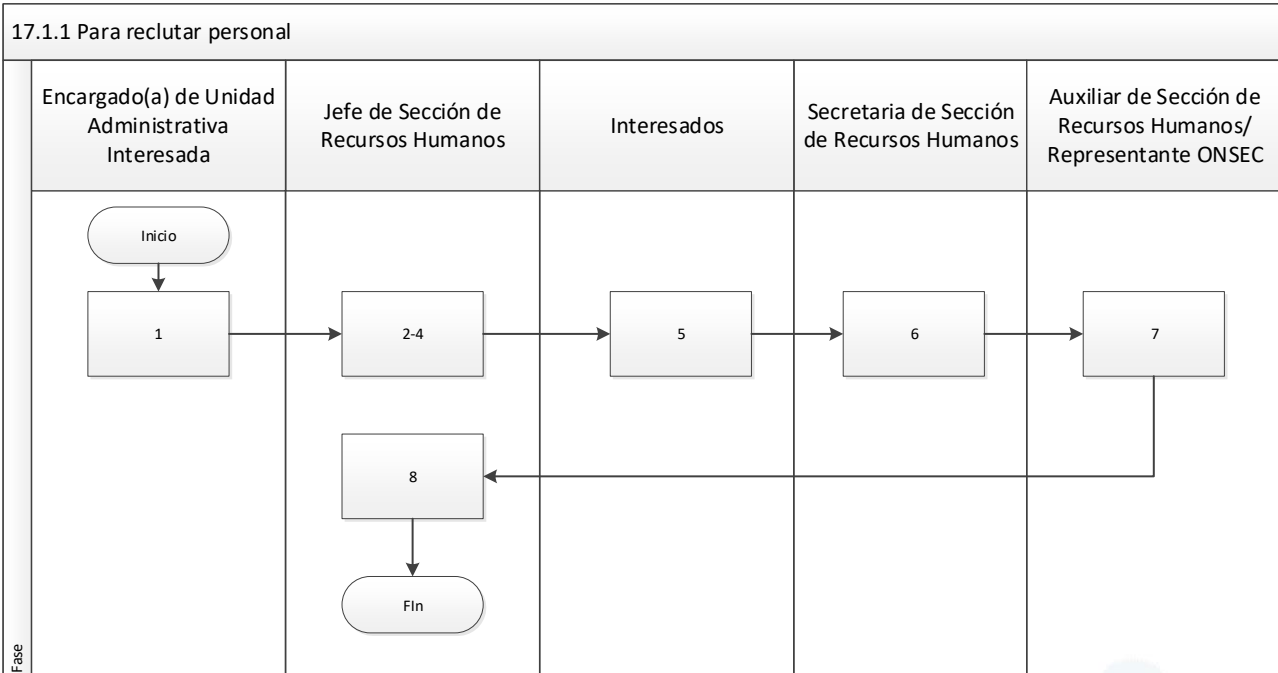 17.1.1 Para reclutar personal
Encargado(a) de Unidad
Administrativa
Interesada
Jefe de Sección de
Recursos Humanos
Interesados
Secretaria de Sección
de Recursos Humanos
Auxiliar de Sección de
Recursos Humanos/
Representante ONSEC
Inicio
1
2-4
5
6
7
8
FIn
Fase